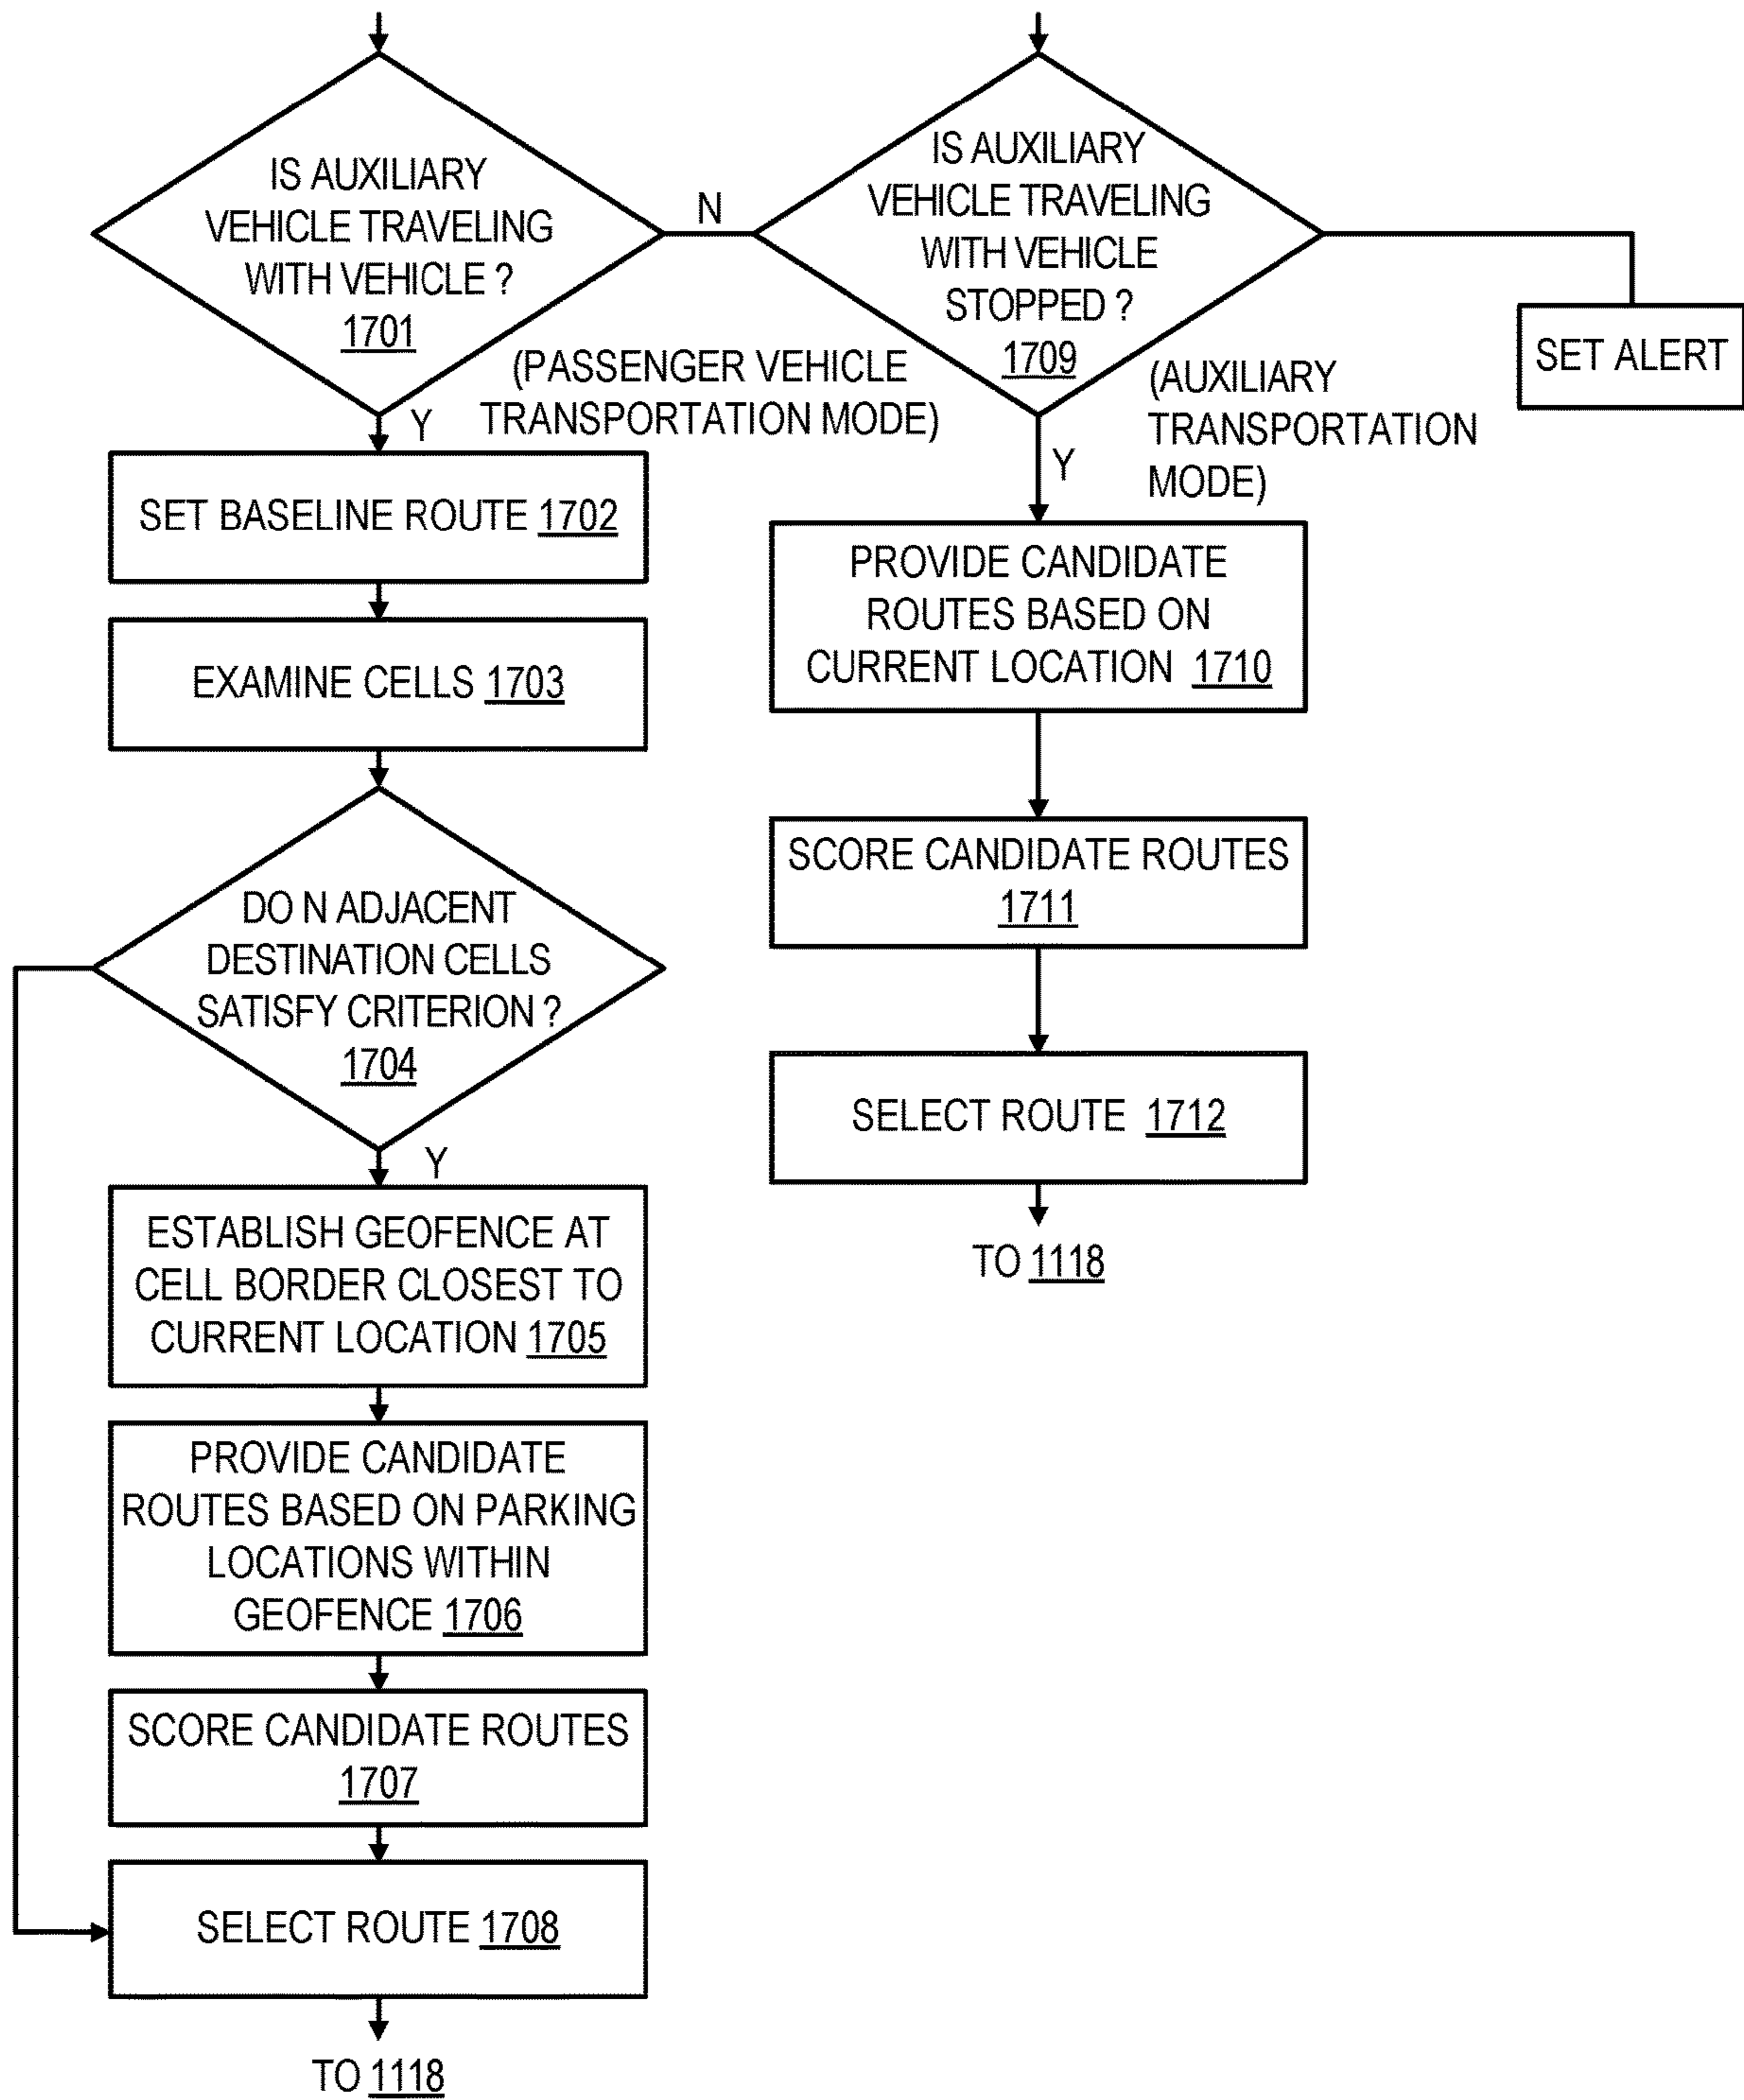 IS AUXILIARY
VEHICLE TRAVELING
WITH VEHICLE ?
1701
N
IS AUXILIARY
VEHICLE TRAVELING
WITH VEHICLE
STOPPED ?
1709
SET ALERT
(PASSENGER VEHICLE
TRANSPORTATION MODE)
Y
(AUXILIARY
TRANSPORTATION
MODE)
Y
SET BASELINE ROUTE 1702
EXAMINE CELLS 1703
DO N ADJACENT
DESTINATION CELLS
SATISFY CRITERION ?
1704
Y
ESTABLISH GEOFENCE AT
CELL BORDER CLOSEST TO
CURRENT LOCATION 1705
PROVIDE CANDIDATE
ROUTES BASED ON PARKING
LOCATIONS WITHIN
GEOFENCE 1706
SCORE CANDIDATE ROUTES
1707
SELECT ROUTE 1708
TO 1118
PROVIDE CANDIDATE
ROUTES BASED ON
CURRENT LOCATION 1710
SCORE CANDIDATE ROUTES
1711
SELECT ROUTE 1712
TO 1118